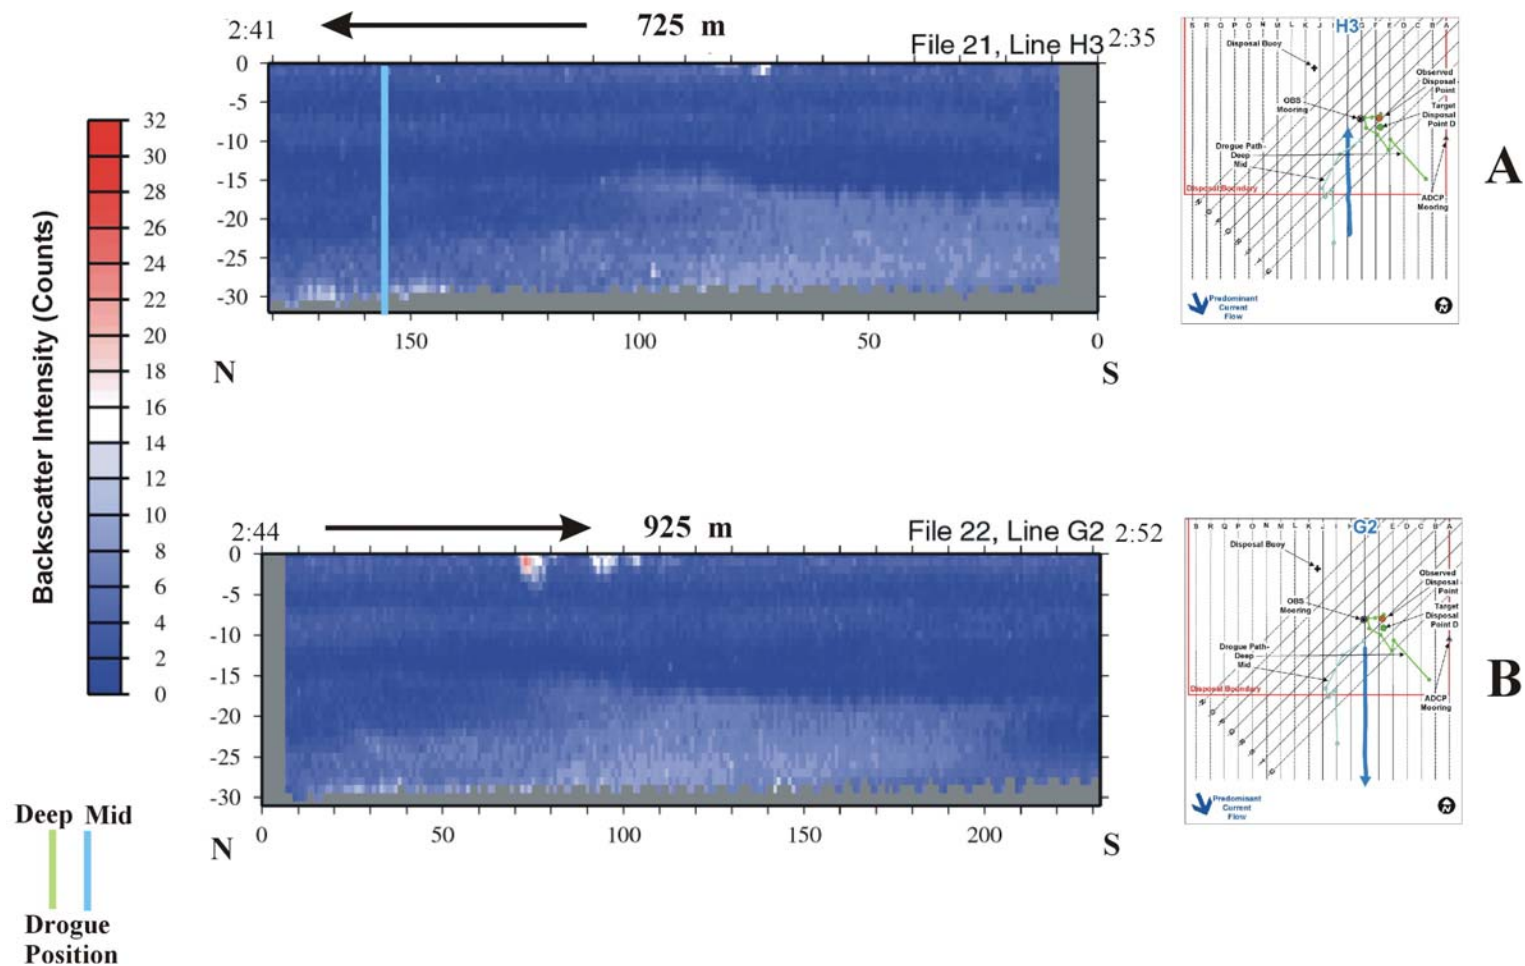 2:41
725 m
File 21, Line H3
2:35
0
-5
-10
-15
-20
-25
-30
150
100
50
0
N
S
Backscatter Intensity (Counts)
32
30
28
26
24
22
20
18
16
14
12
10
8
6
4
2
0
H3
S R Q P O N M L K J
F E D C B A
Disposal Buoy
Observed
Disposal
Point
OBS
Mooring
Target
Disposal
Point D
Drogue Path-
Deep
Mid
Disposal Boundary
ADCP
Mooring
Predominant
Current
Flow
N
A
2:44
925 m
File 22, Line G2
2:52
0
-5
-10
-15
-20
-25
-30
0
50
100
150
200
N
S
G2
S R Q P O N M L K J I
E D C B A
Disposal Buoy
Observed
Disposal
Point
OBS
Mooring
Target
Disposal
Point D
Drogue Path-
Deep
Mid
Disposal Boundary
ADCP
Mooring
Predominant
Current
Flow
N
B
Deep Mid
Drogue
Position